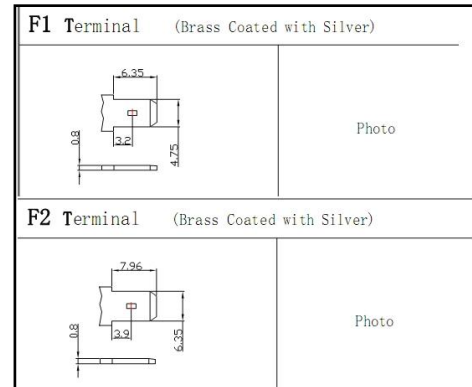 F1 Terminal (Brass Coated with Silver)
6.35
0.8
3.2
4.75
Photo
F2 Terminal (Brass Coated with Silver)
7.96
0.8
3.9
6.35
Photo